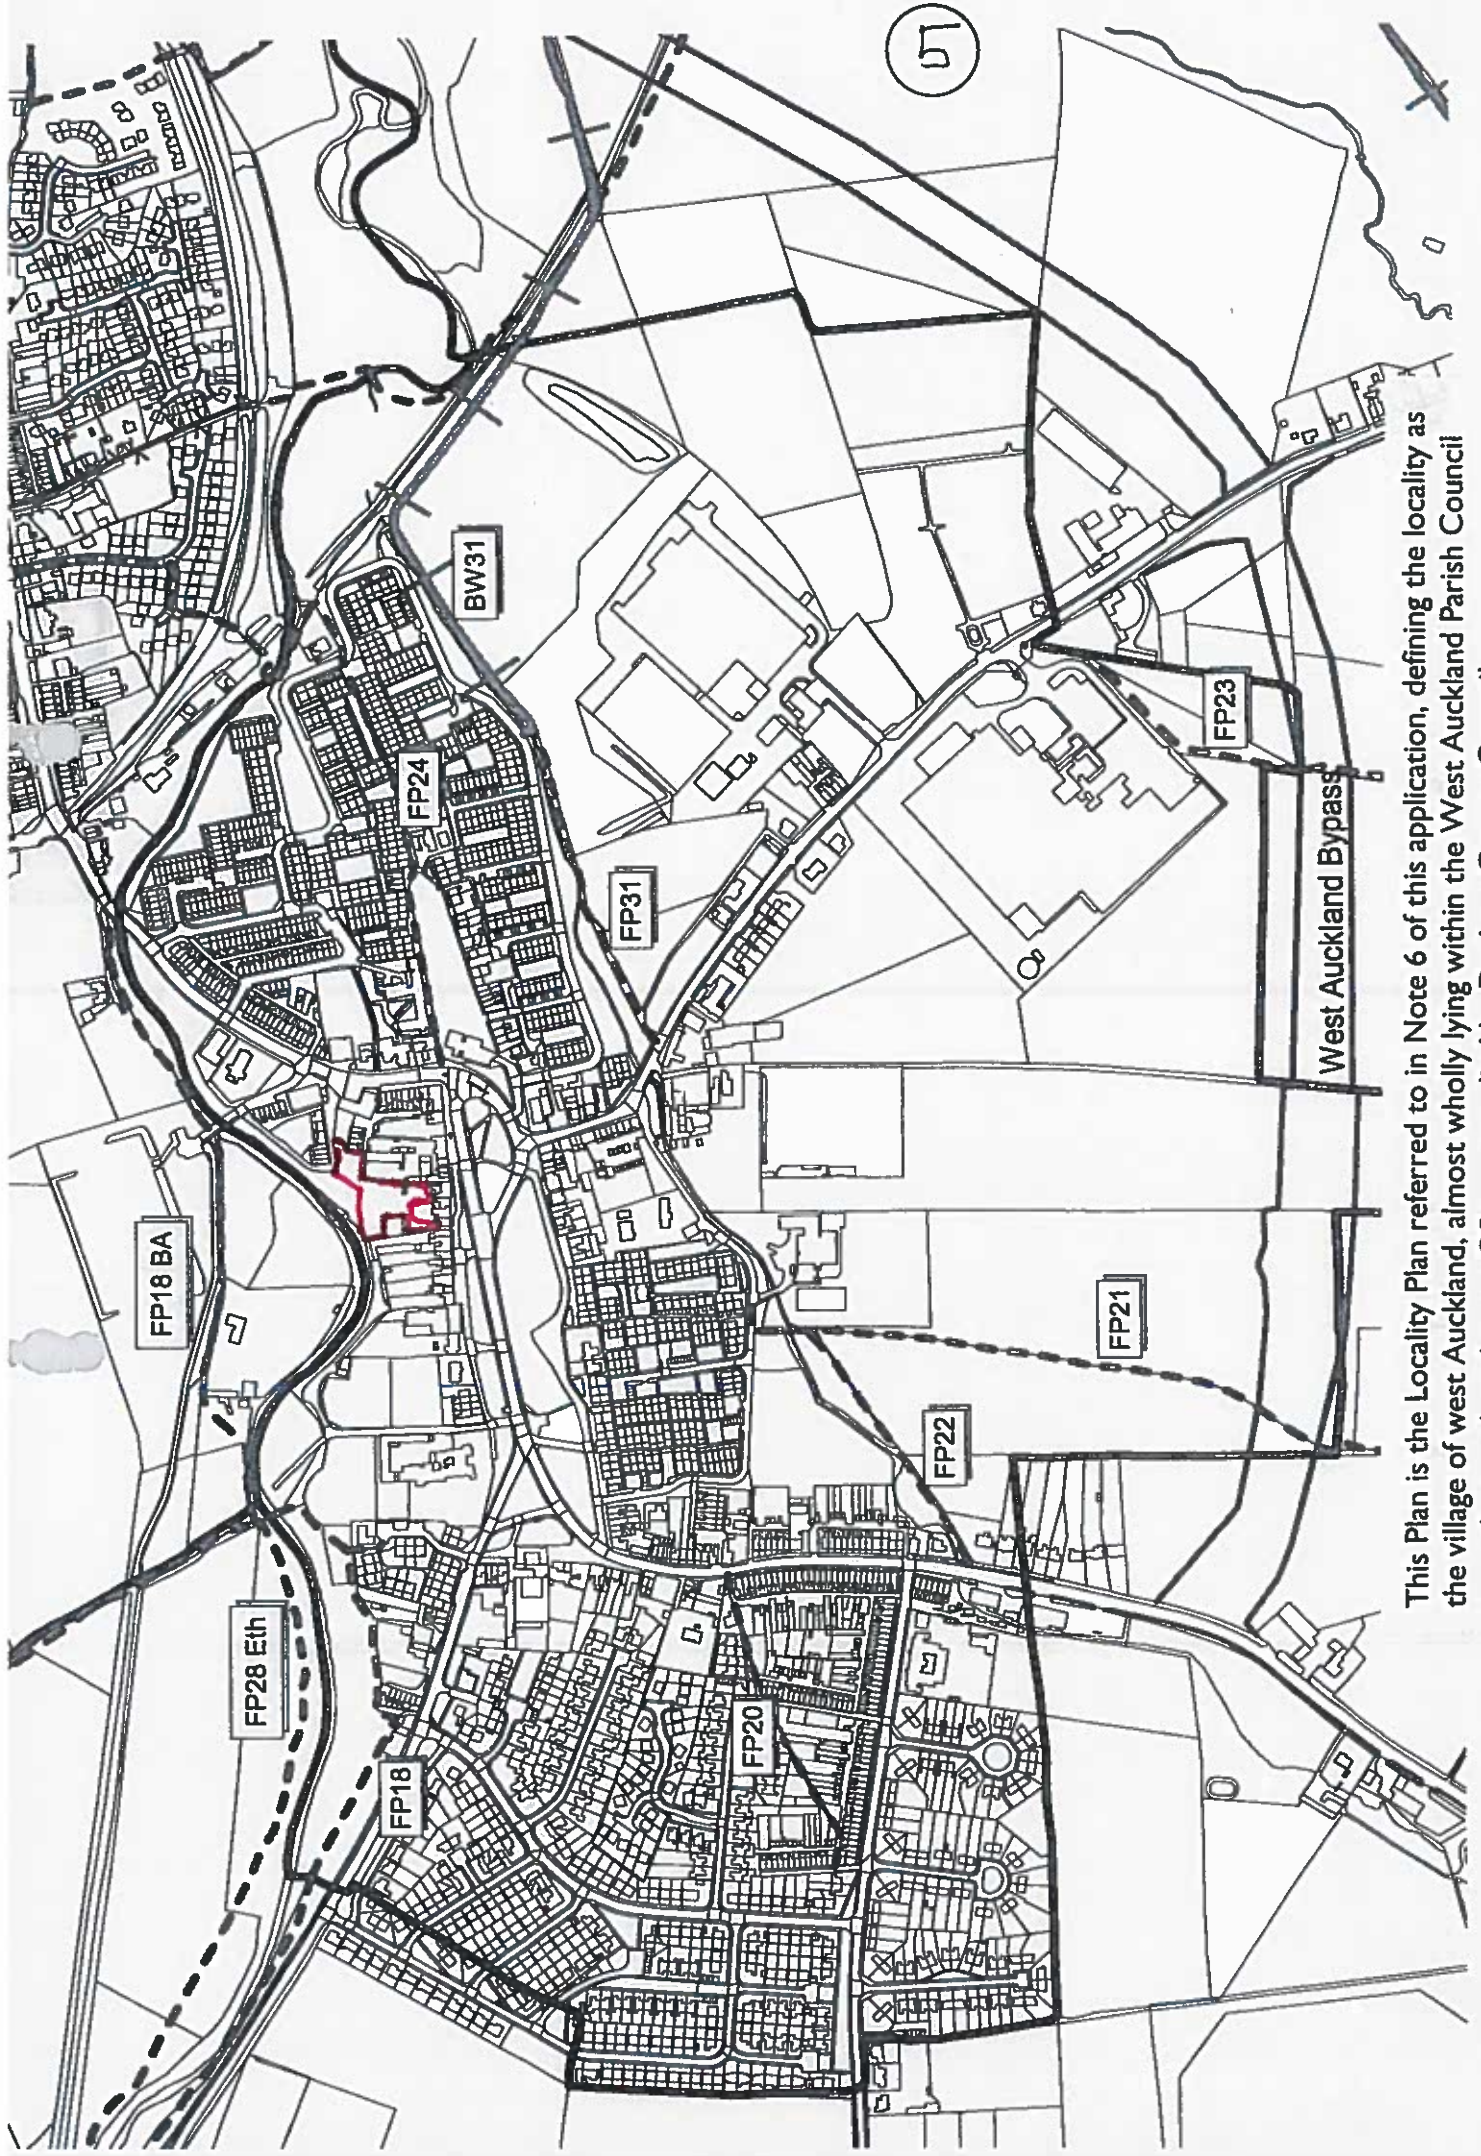 5
FP18 BA
FP28 Eth
FP18
FP24
BW31
FP31
FP20
FP22
FP21
FP23
West Auckland Bypass
This Plan is the Locality Plan referred to in Note 6 of this application, defining the locality as
the village of west Auckland, almost wholly lying within the West Auckland Parish Council